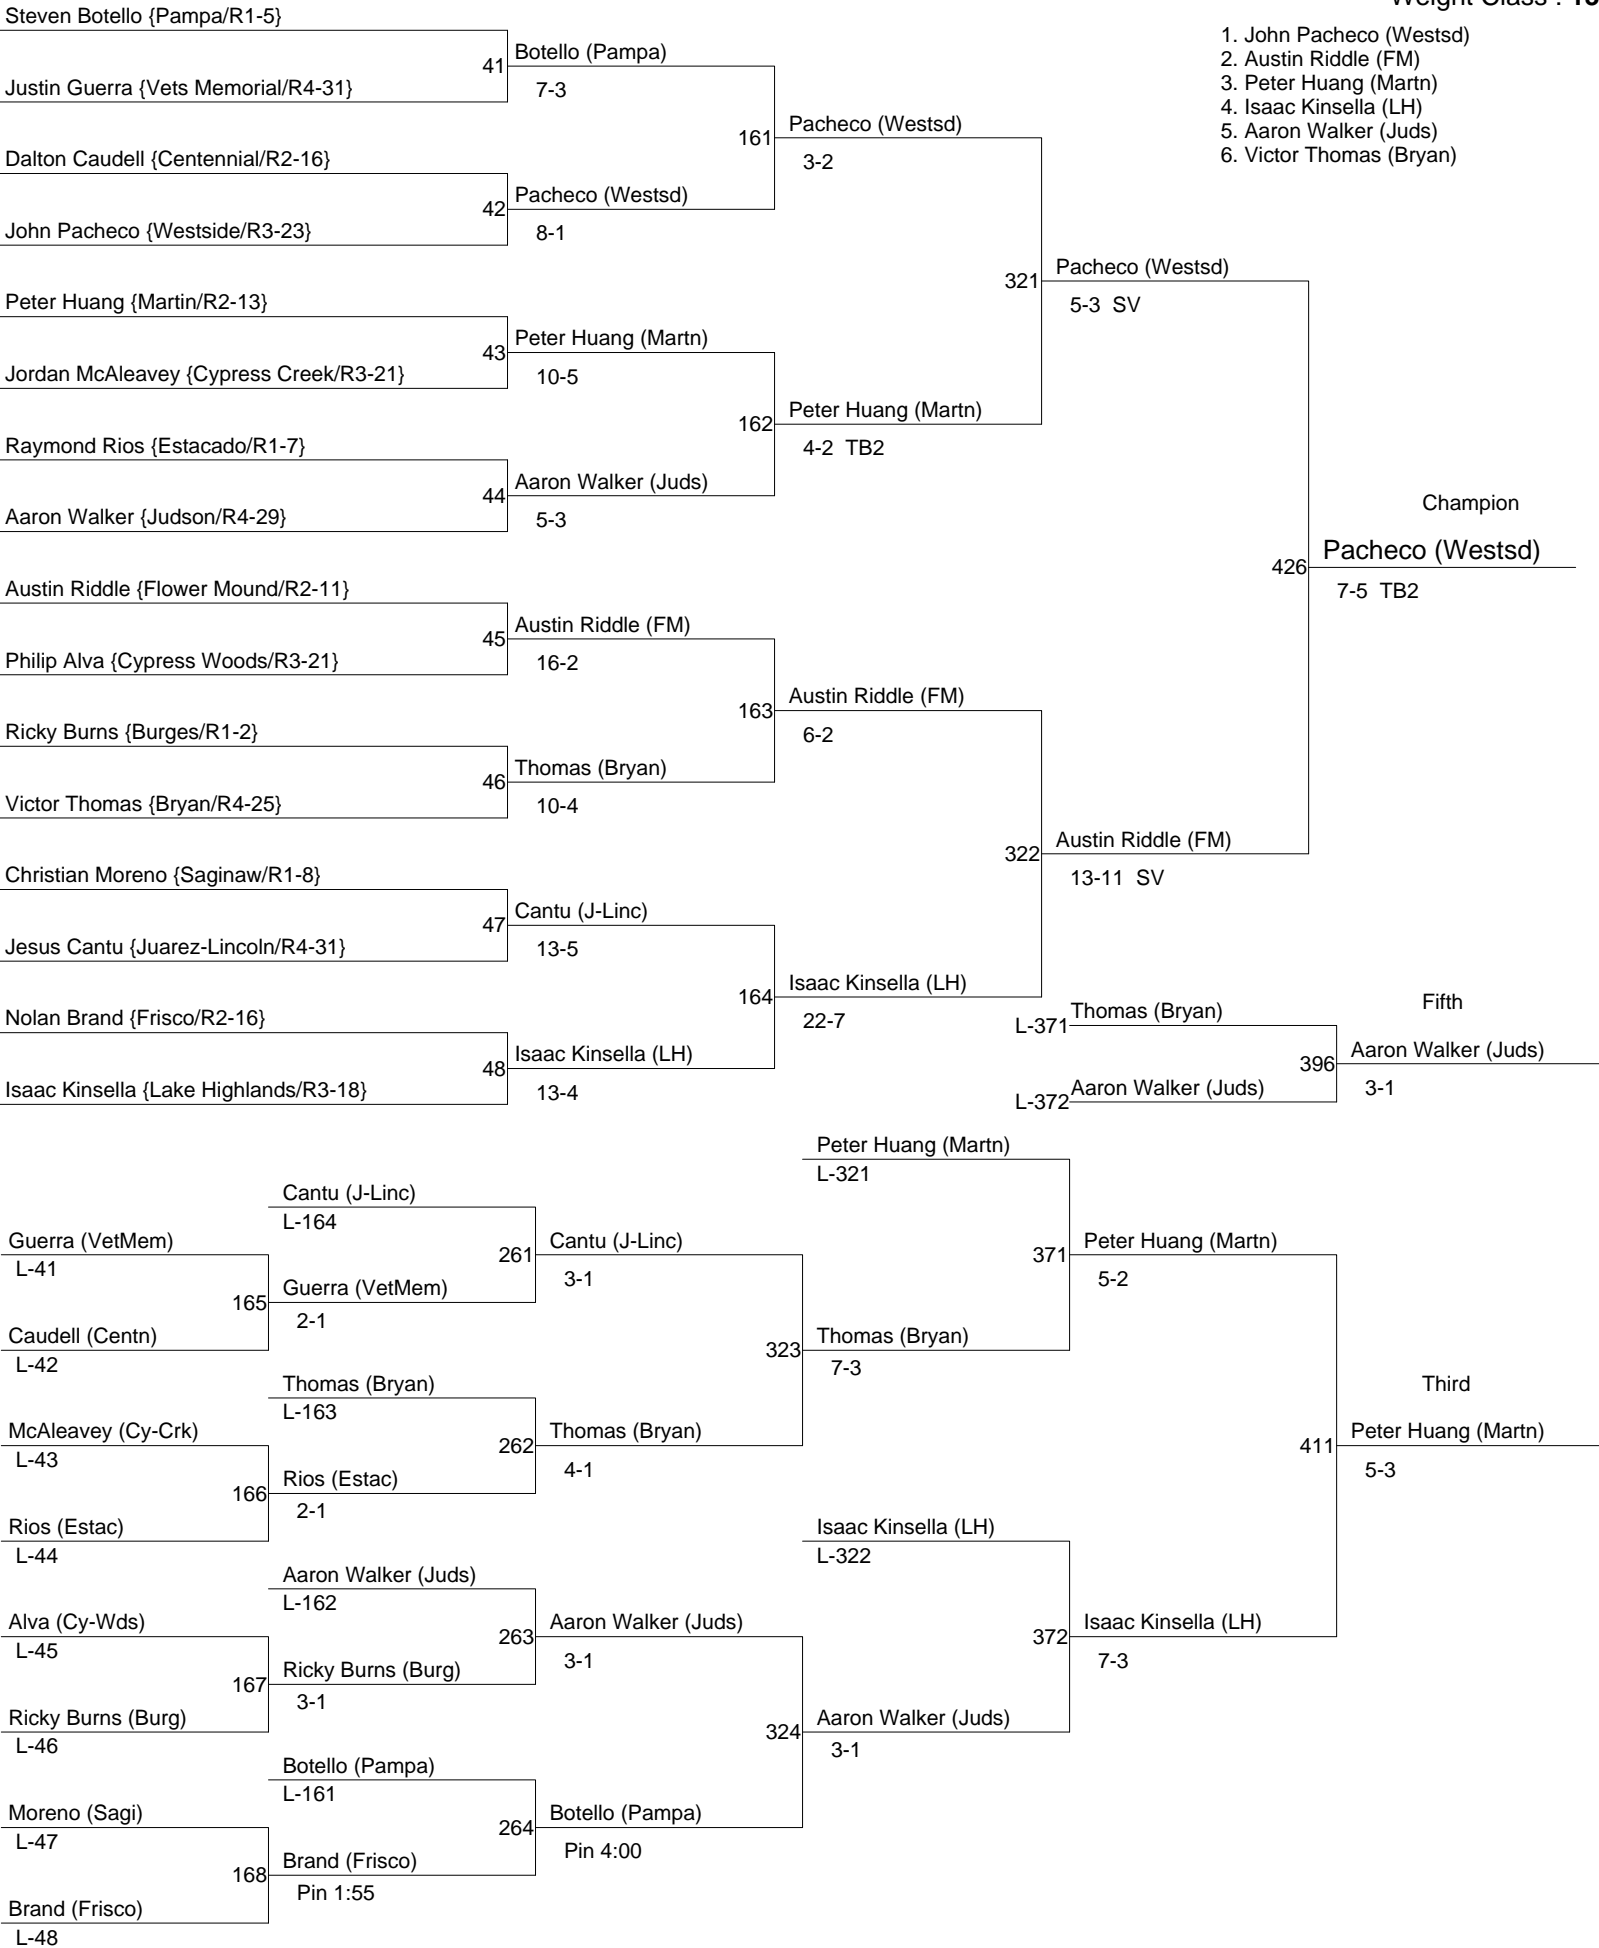 Weight Class :
1. John Pacheco (Westsd)
2. Austin Riddle (FM)
3. Peter Huang (Martn)
4. Isaac Kinsella (LH)
5. Aaron Walker (Juds)
6. Victor Thomas (Bryan)
Steven Botello {Pampa/R1-5}
41
Justin Guerra {Vets Memorial/R4-31}
Botello (Pampa)
7-3
Dalton Caudell {Centennial/R2-16}
42
John Pacheco {Westside/R3-23}
Pacheco (Westsd)
8-1
161
Pacheco (Westsd)
3-2
Peter Huang {Martin/R2-13}
43
Jordan McAleavey {Cypress Creek/R3-21}
Peter Huang (Martn)
10-5
Raymond Rios {Estacado/R1-7}
44
Aaron Walker {Judson/R4-29}
Aaron Walker (Juds)
5-3
162
Peter Huang (Martn)
4-2 TB2
321
Pacheco (Westsd)
5-3 SV
Austin Riddle {Flower Mound/R2-11}
45
Philip Alva {Cypress Woods/R3-21}
Austin Riddle (FM)
16-2
Ricky Burns {Burges/R1-2}
46
Victor Thomas {Bryan/R4-25}
Thomas (Bryan)
10-4
163
Austin Riddle (FM)
6-2
Christian Moreno {Saginaw/R1-8}
47
Jesus Cantu {Juarez-Lincoln/R4-31}
Cantu (J-Linc)
13-5
Nolan Brand {Frisco/R2-16}
48
Isaac Kinsella {Lake Highlands/R3-18}
Isaac Kinsella (LH)
13-4
164
Isaac Kinsella (LH)
22-7
322
Austin Riddle (FM)
13-11 SV
Champion
426
Pacheco (Westsd)
7-5 TB2
Fifth
L-371
Thomas (Bryan)
396
L-372
Aaron Walker (Juds)
Aaron Walker (Juds)
3-1
Guerra (VetMem)
L-41
165
Caudell (Centn)
L-42
Cantu (J-Linc)
L-164
261
Guerra (VetMem)
2-1
Cantu (J-Linc)
3-1
McAleavey (Cy-Crk)
L-43
166
Rios (Estac)
L-44
Thomas (Bryan)
L-163
262
Rios (Estac)
2-1
Thomas (Bryan)
4-1
323
Thomas (Bryan)
7-3
Peter Huang (Martn)
L-321
371
Peter Huang (Martn)
5-2
Alva (Cy-Wds)
L-45
167
Ricky Burns (Burg)
L-46
Aaron Walker (Juds)
L-162
263
Ricky Burns (Burg)
3-1
Aaron Walker (Juds)
3-1
Moreno (Sagi)
L-47
168
Brand (Frisco)
L-48
Botello (Pampa)
L-161
264
Brand (Frisco)
Pin 1:55
Botello (Pampa)
Pin 4:00
324
Aaron Walker (Juds)
3-1
Isaac Kinsella (LH)
L-322
372
Isaac Kinsella (LH)
7-3
Third
411
Peter Huang (Martn)
5-3